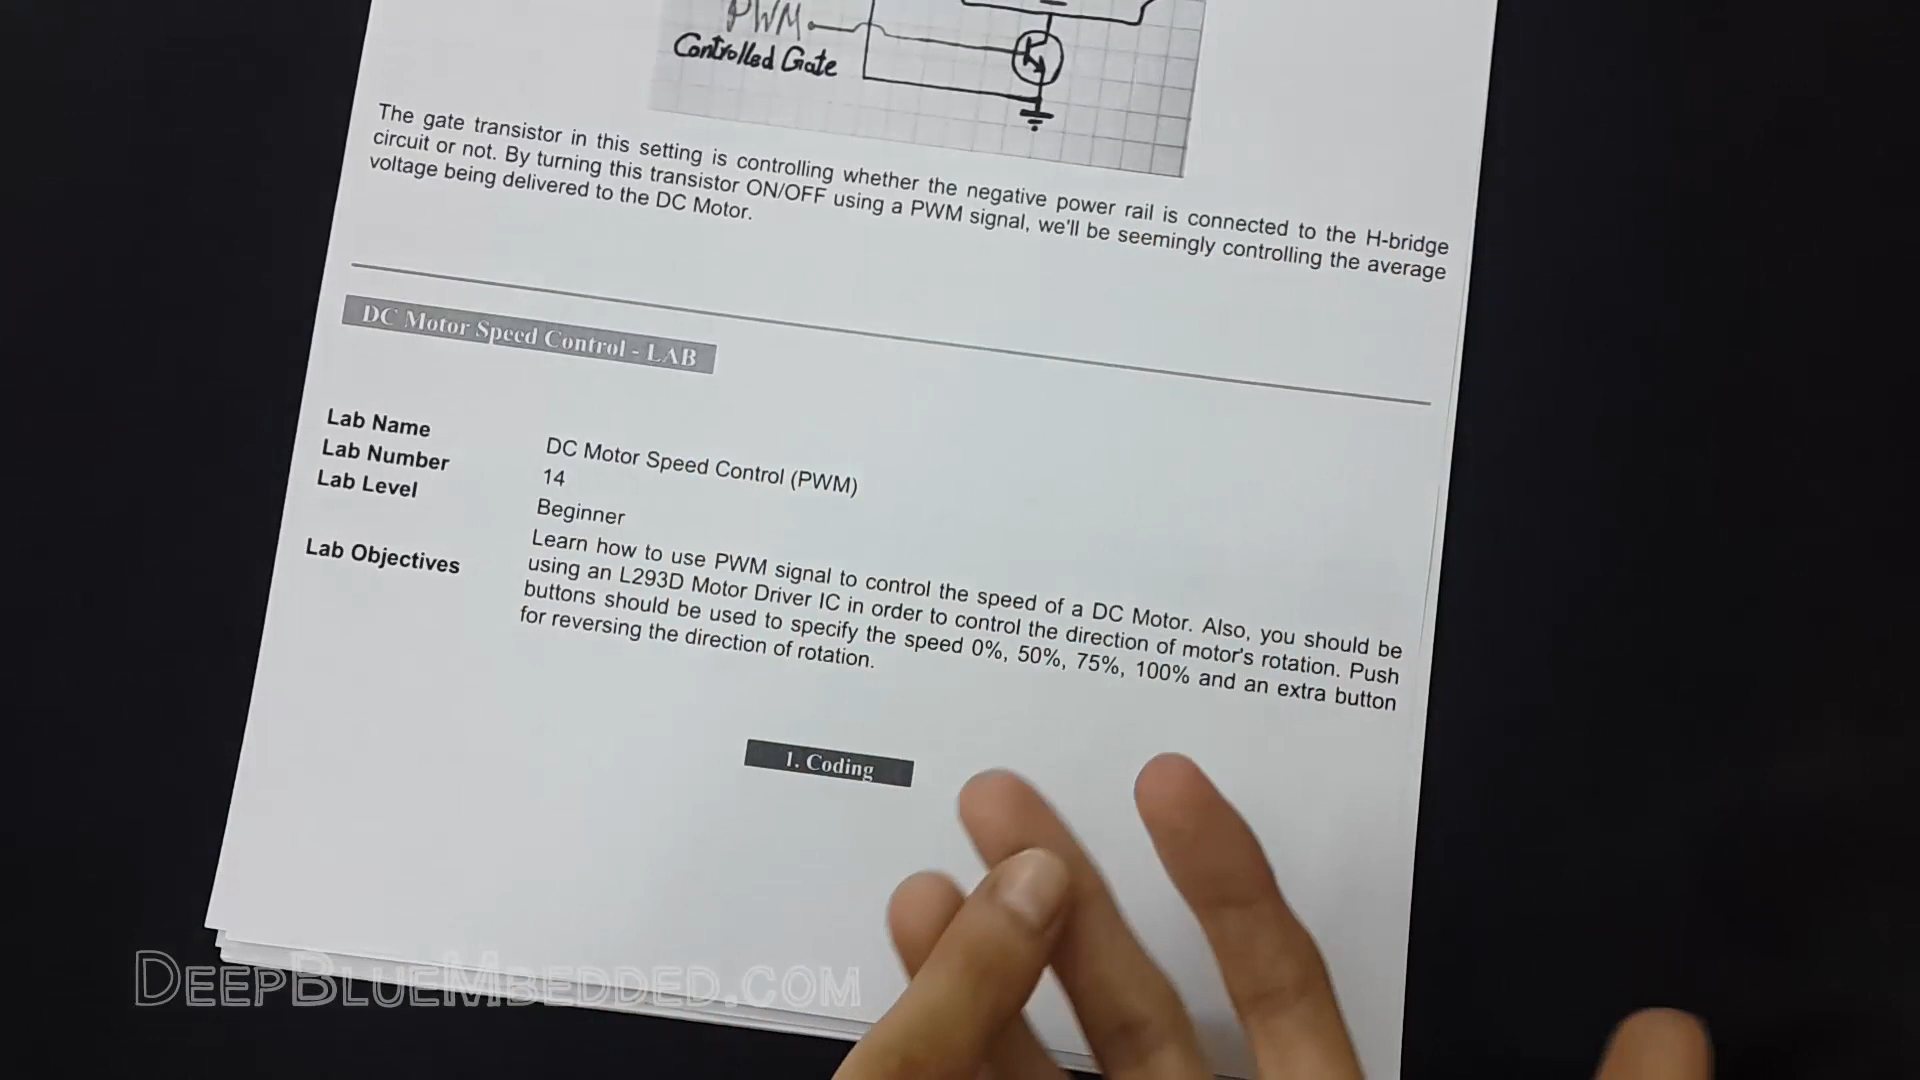 PWM
Controlled Gate
The gate transistor in this setting is controlling whether the negative power rail is connected to the H-bridge
circuit or not. By turning this transistor ON/OFF using a PWM signal, we'll be seemingly controlling the average
voltage being delivered to the DC Motor.
DC Motor Speed Control - LAB
Lab Name
DC Motor Speed Control (PWM)
Lab Number
14
Lab Level
Beginner
Lab Objectives
Learn how to use PWM signal to control the speed of a DC Motor. Also, you should be
using an L293D Motor Driver IC in order to control the direction of motor's rotation. Push
buttons should be used to specify the speed 0%, 50%, 75%, 100% and an extra button
for reversing the direction of rotation.
1. Coding
DEEPBLUEMBEDDED.COM